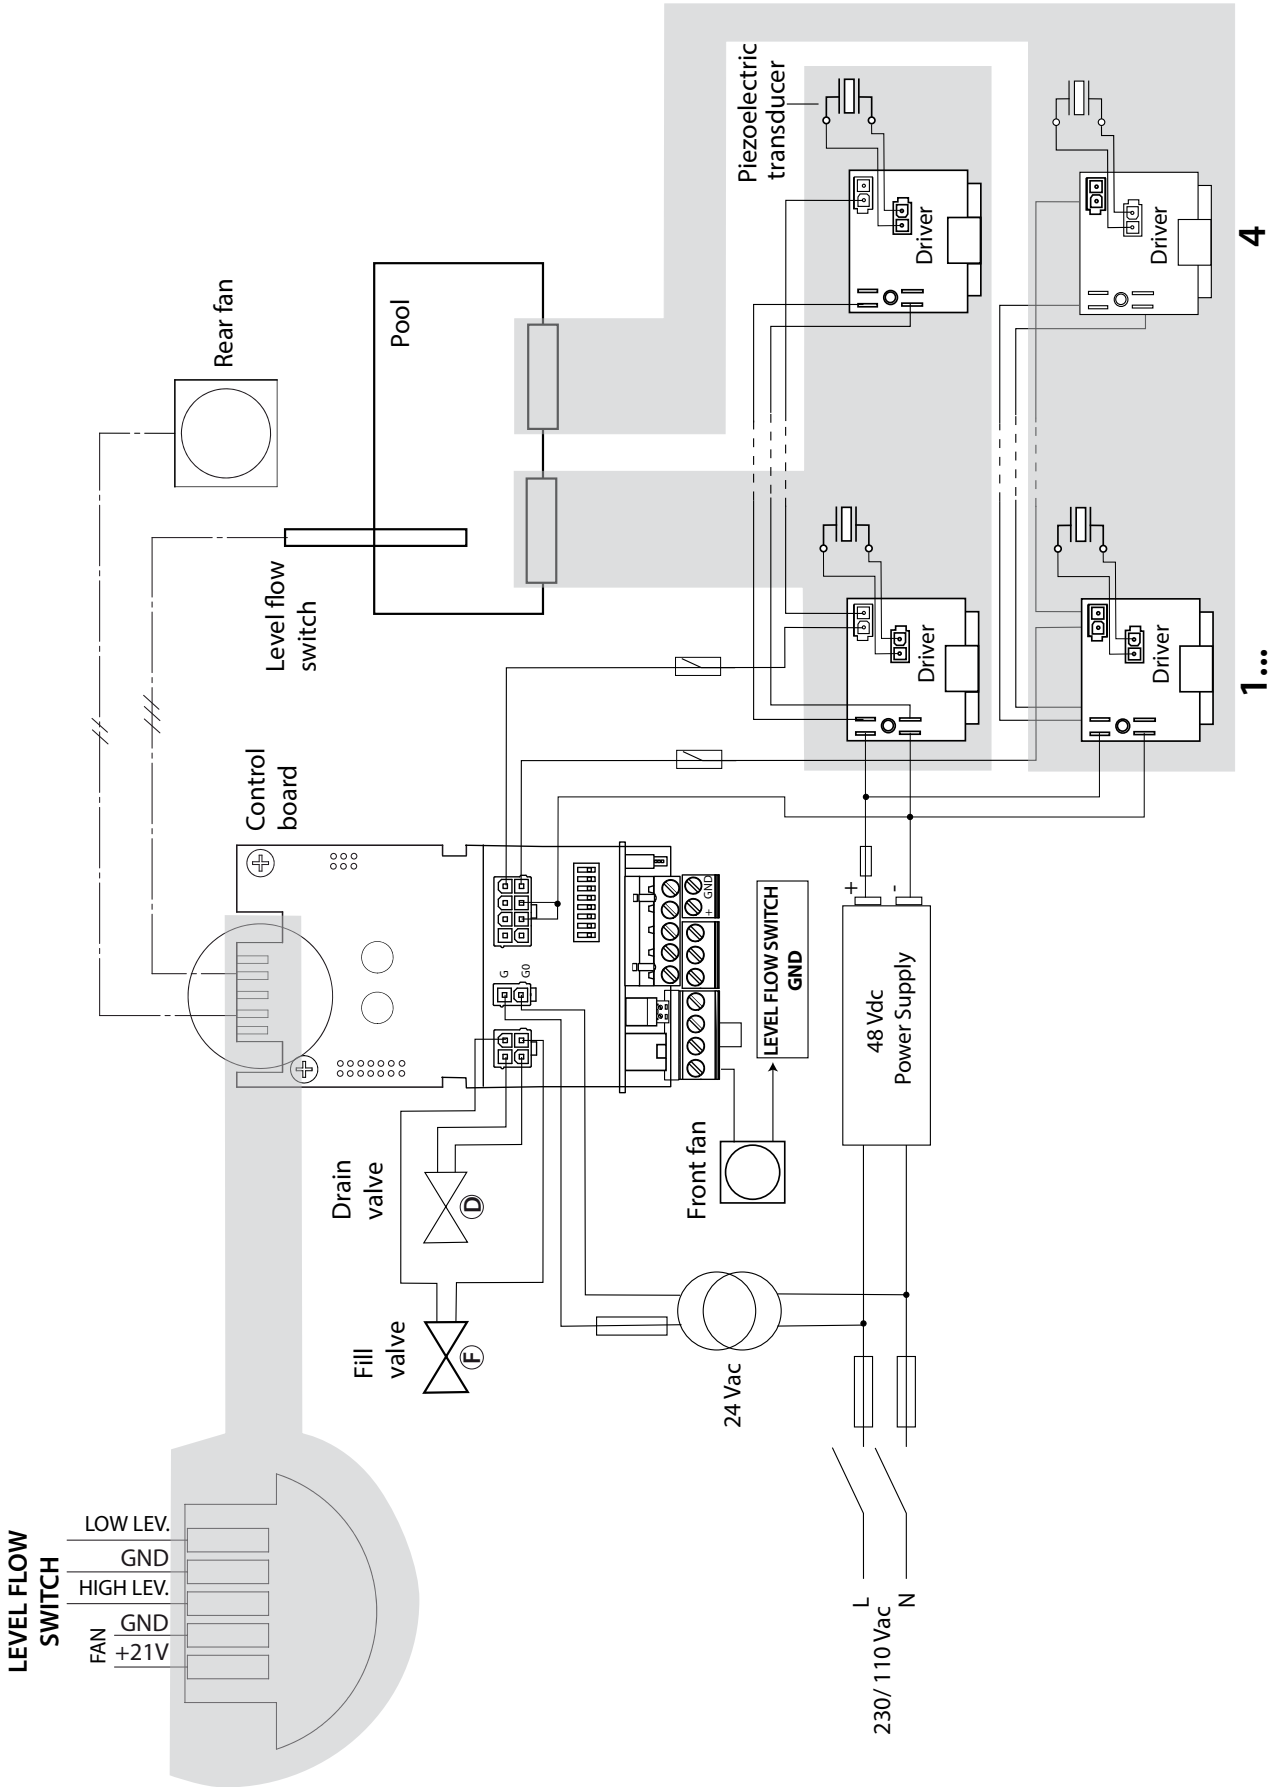 LEVEL FLOW
SWITCH
LOW LEV.
GND
HIGH LEV.
GND
FAN
+21V
Rear fan
Pool
Level flow
switch
Control
board
Piezoelectric
transducer
Driver
Driver
Driver
Driver
1...
4
G
G0
+
GND
LEVEL FLOW SWITCH
GND
Drain
valve
D
Fill
valve
F
Front fan
24 Vac
48 Vdc
Power Supply
+
-
L
N
230/ 110 Vac